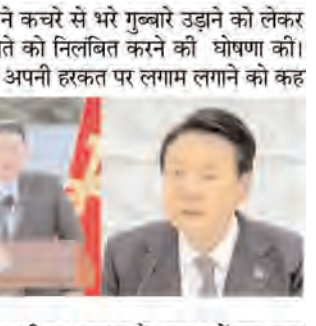 ने कचरे से भरे गुब्बारे उड़ाने को लेकर
ते को निलंबित करने की घोषणा की।
अपनी हरकत पर लगाम लगाने को कह